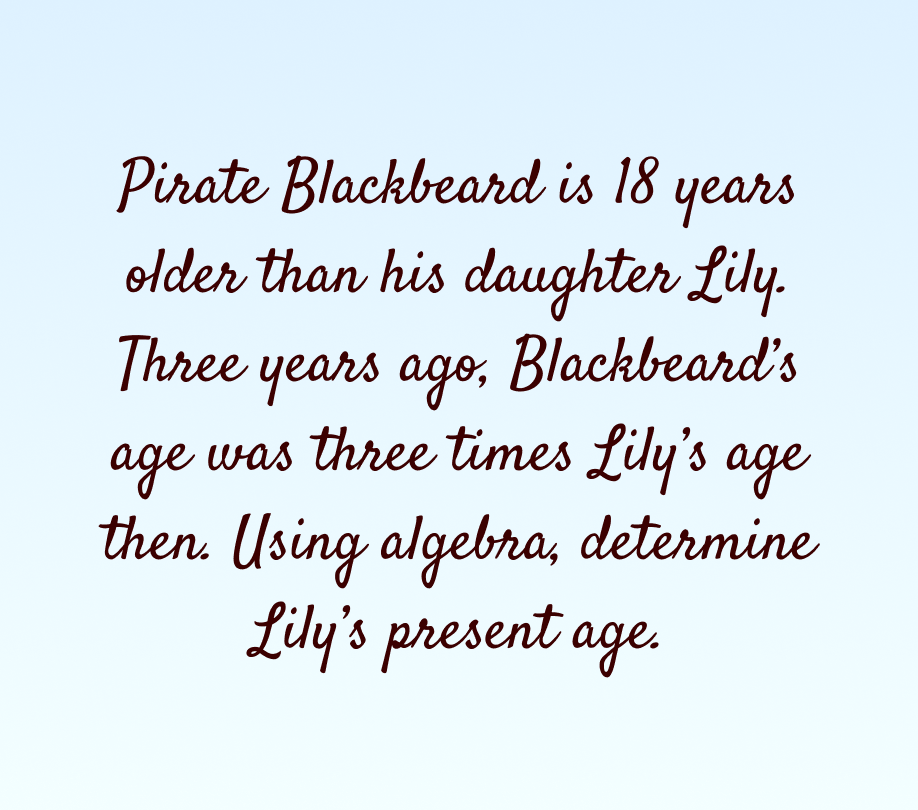 Pirate Blackbeard is 18 years
older than his daughter Lily.
Three years ago, Blackbeard’s
age was three times Lily’s age
then. Using algebra, determine
Lily’s present age.